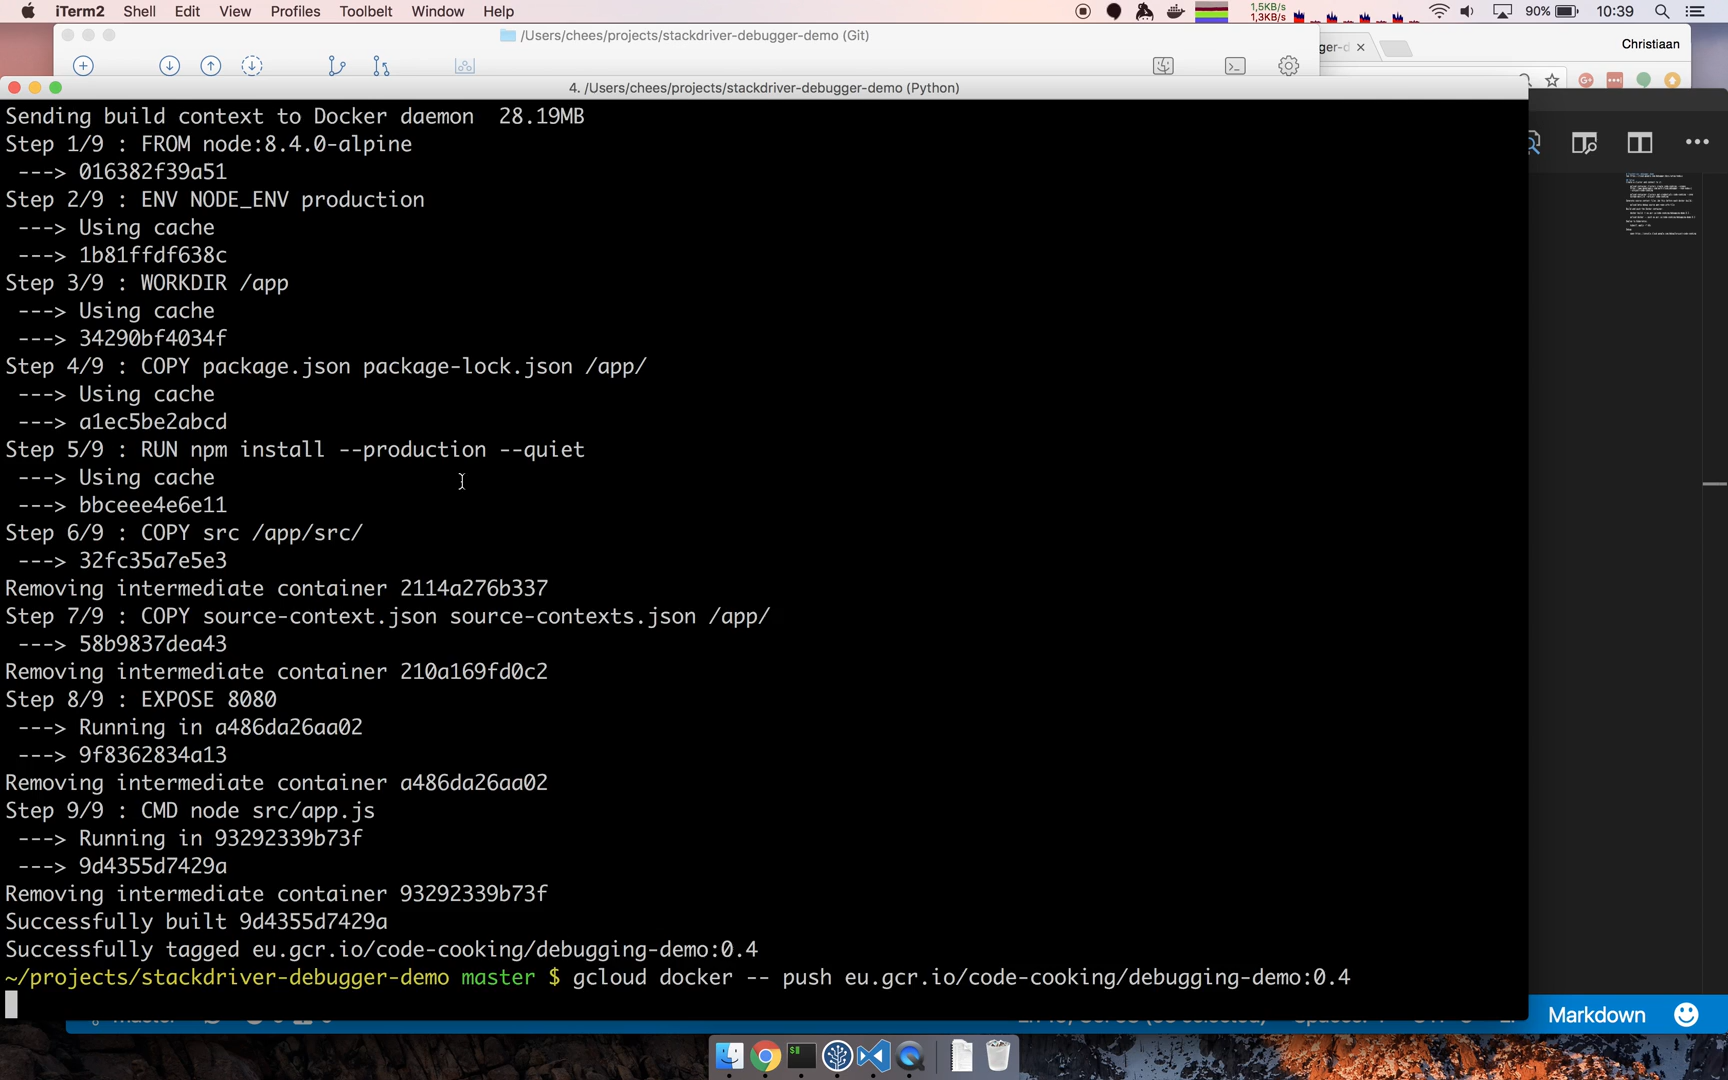 iTerm2 Shell Edit View Profiles Toolbelt Window Help 1,5KB/s 1,3KB/s 90% 10:39
/Users/chees/projects/stackdriver-debugger-demo (Git)
ger-d
Christiaan
4. /Users/chees/projects/stackdriver-debugger-demo (Python)
Sending build context to Docker daemon  28.19MB
Step 1/9 : FROM node:8.4.0-alpine
---> 016382f39a51
Step 2/9 : ENV NODE_ENV production
---> Using cache
---> 1b81ffdf638c
Step 3/9 : WORKDIR /app
---> Using cache
---> 34290bf4034f
Step 4/9 : COPY package.json package-lock.json /app/
---> Using cache
---> a1ec5be2abcd
Step 5/9 : RUN npm install --production --quiet
---> Using cache
---> bbceee4e6e11
Step 6/9 : COPY src /app/src/
---> 32fc35a7e5e3
Removing intermediate container 2114a276b337
Step 7/9 : COPY source-context.json source-contexts.json /app/
---> 58b9837dea43
Removing intermediate container 210a169fd0c2
Step 8/9 : EXPOSE 8080
---> Running in a486da26aa02
---> 9f8362834a13
Removing intermediate container a486da26aa02
Step 9/9 : CMD node src/app.js
---> Running in 93292339b73f
---> 9d4355d7429a
Removing intermediate container 93292339b73f
Successfully built 9d4355d7429a
Successfully tagged eu.gcr.io/code-cooking/debugging-demo:0.4
~/projects/stackdriver-debugger-demo master $ gcloud docker -- push eu.gcr.io/code-cooking/debugging-demo:0.4
Markdown